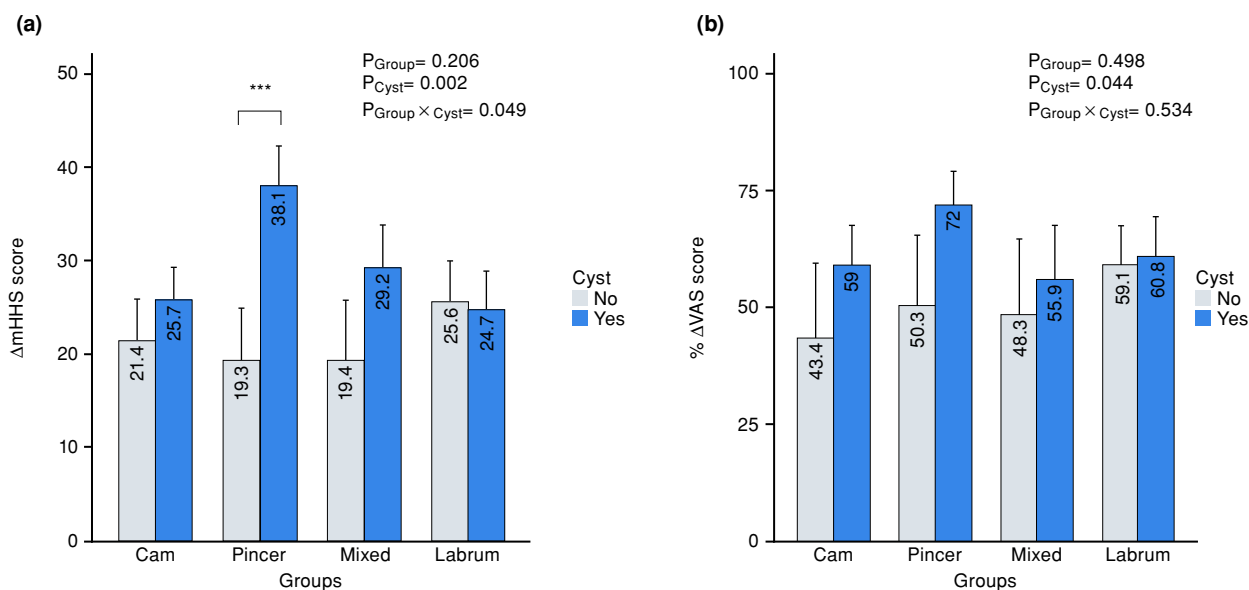 (a)
P_Group= 0.206
P_Cyst= 0.002
P_Group × Cyst= 0.049
***
ΔmHHS score
50
40
30
20
10
0
21.4
25.7
19.3
38.1
19.4
29.2
25.6
24.7
Cam
Pincer
Mixed
Labrum
Groups
Cyst
No
Yes
(b)
P_Group= 0.498
P_Cyst= 0.044
P_Group × Cyst= 0.534
% ΔVAS score
100
75
50
25
0
43.4
59
50.3
72
48.3
55.9
59.1
60.8
Cam
Pincer
Mixed
Labrum
Groups
Cyst
No
Yes